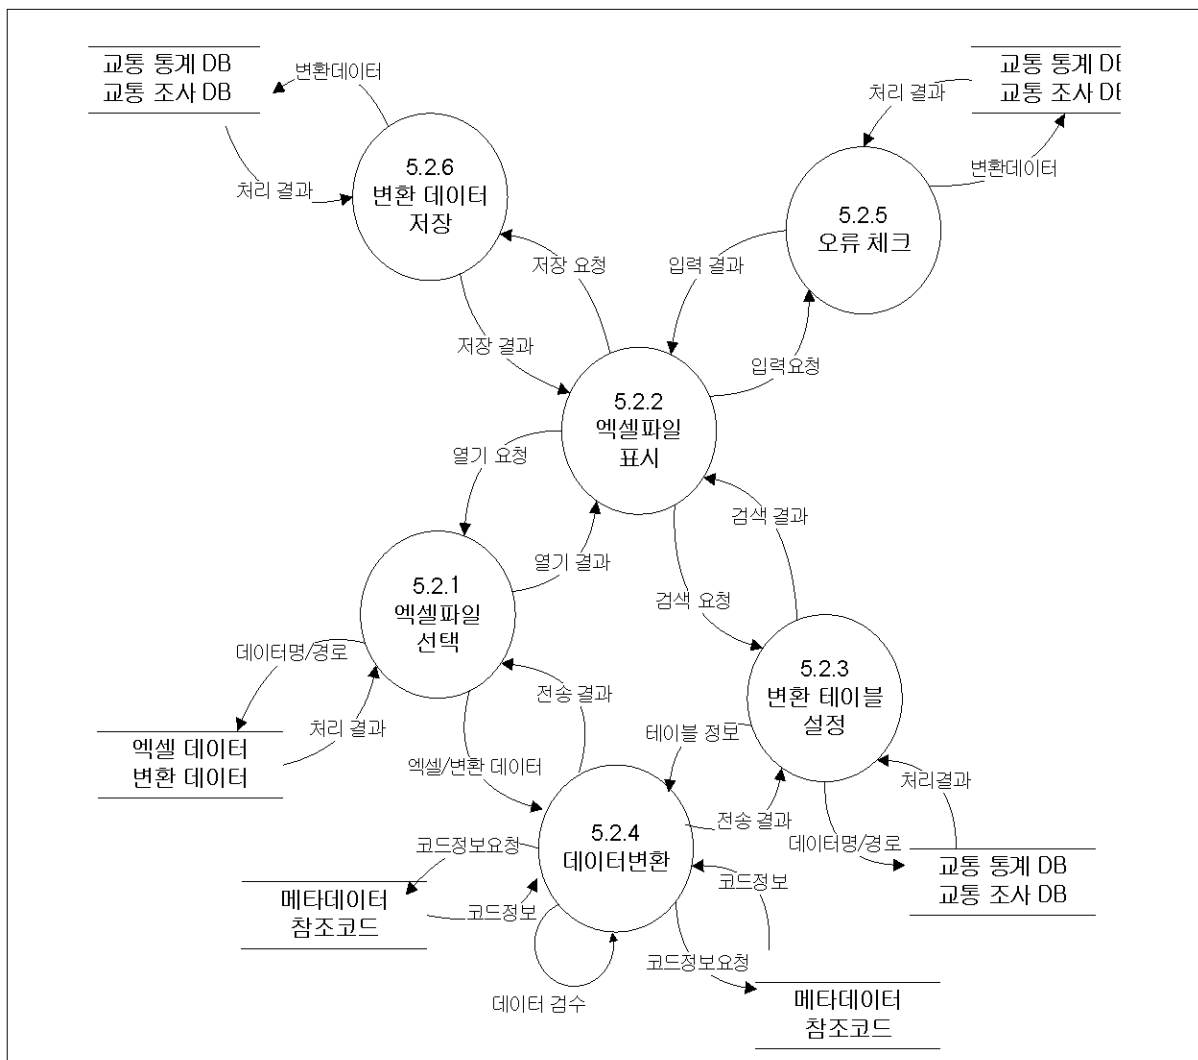 교통 통계 DB
교통 조사 DB
변환데이터
처리 결과
5.2.6
변환 데이터
저장
교통 통계 DB
교통 조사 DB
처리 결과
변환데이터
5.2.5
오류 체크
저장 요청
입력 결과
저장 결과
입력요청
5.2.2
엑셀파일
표시
열기 요청
검색 결과
열기 결과
검색 요청
5.2.1
엑셀파일
선택
데이터명/경로
처리 결과
전송 결과
5.2.3
변환 테이블
설정
엑셀 데이터
변환 데이터
테이블 정보
엑셀/변환 데이터
처리결과
전송 결과
데이터명/경로
5.2.4
데이터변환
코드정보요청
교통 통계 DB
교통 조사 DB
메타데이터
참조코드
코드정보
코드정보
코드정보요청
데이터 검수
메타데이터
참조코드